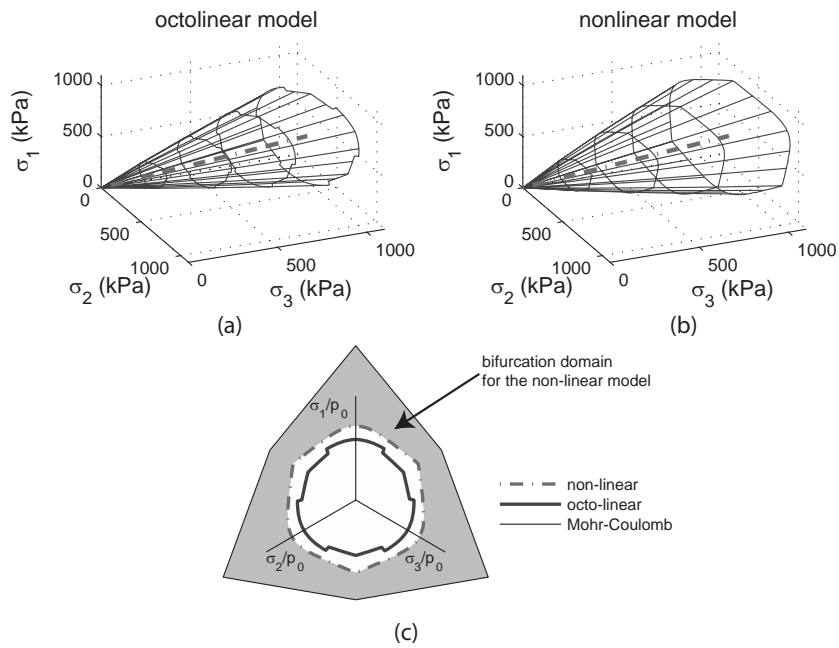 octolinear model
nonlinear model
1000
500
0
σ1 (kPa)
0
500
1000
σ2 (kPa)
0
500
1000
σ3 (kPa)
(a)
1000
500
0
σ1 (kPa)
0
500
1000
σ2 (kPa)
0
500
1000
σ3 (kPa)
(b)
bifurcation domain
for the non-linear model
σ1/p0
σ2/p0
σ3/p0
non-linear
octo-linear
Mohr-Coulomb
(c)